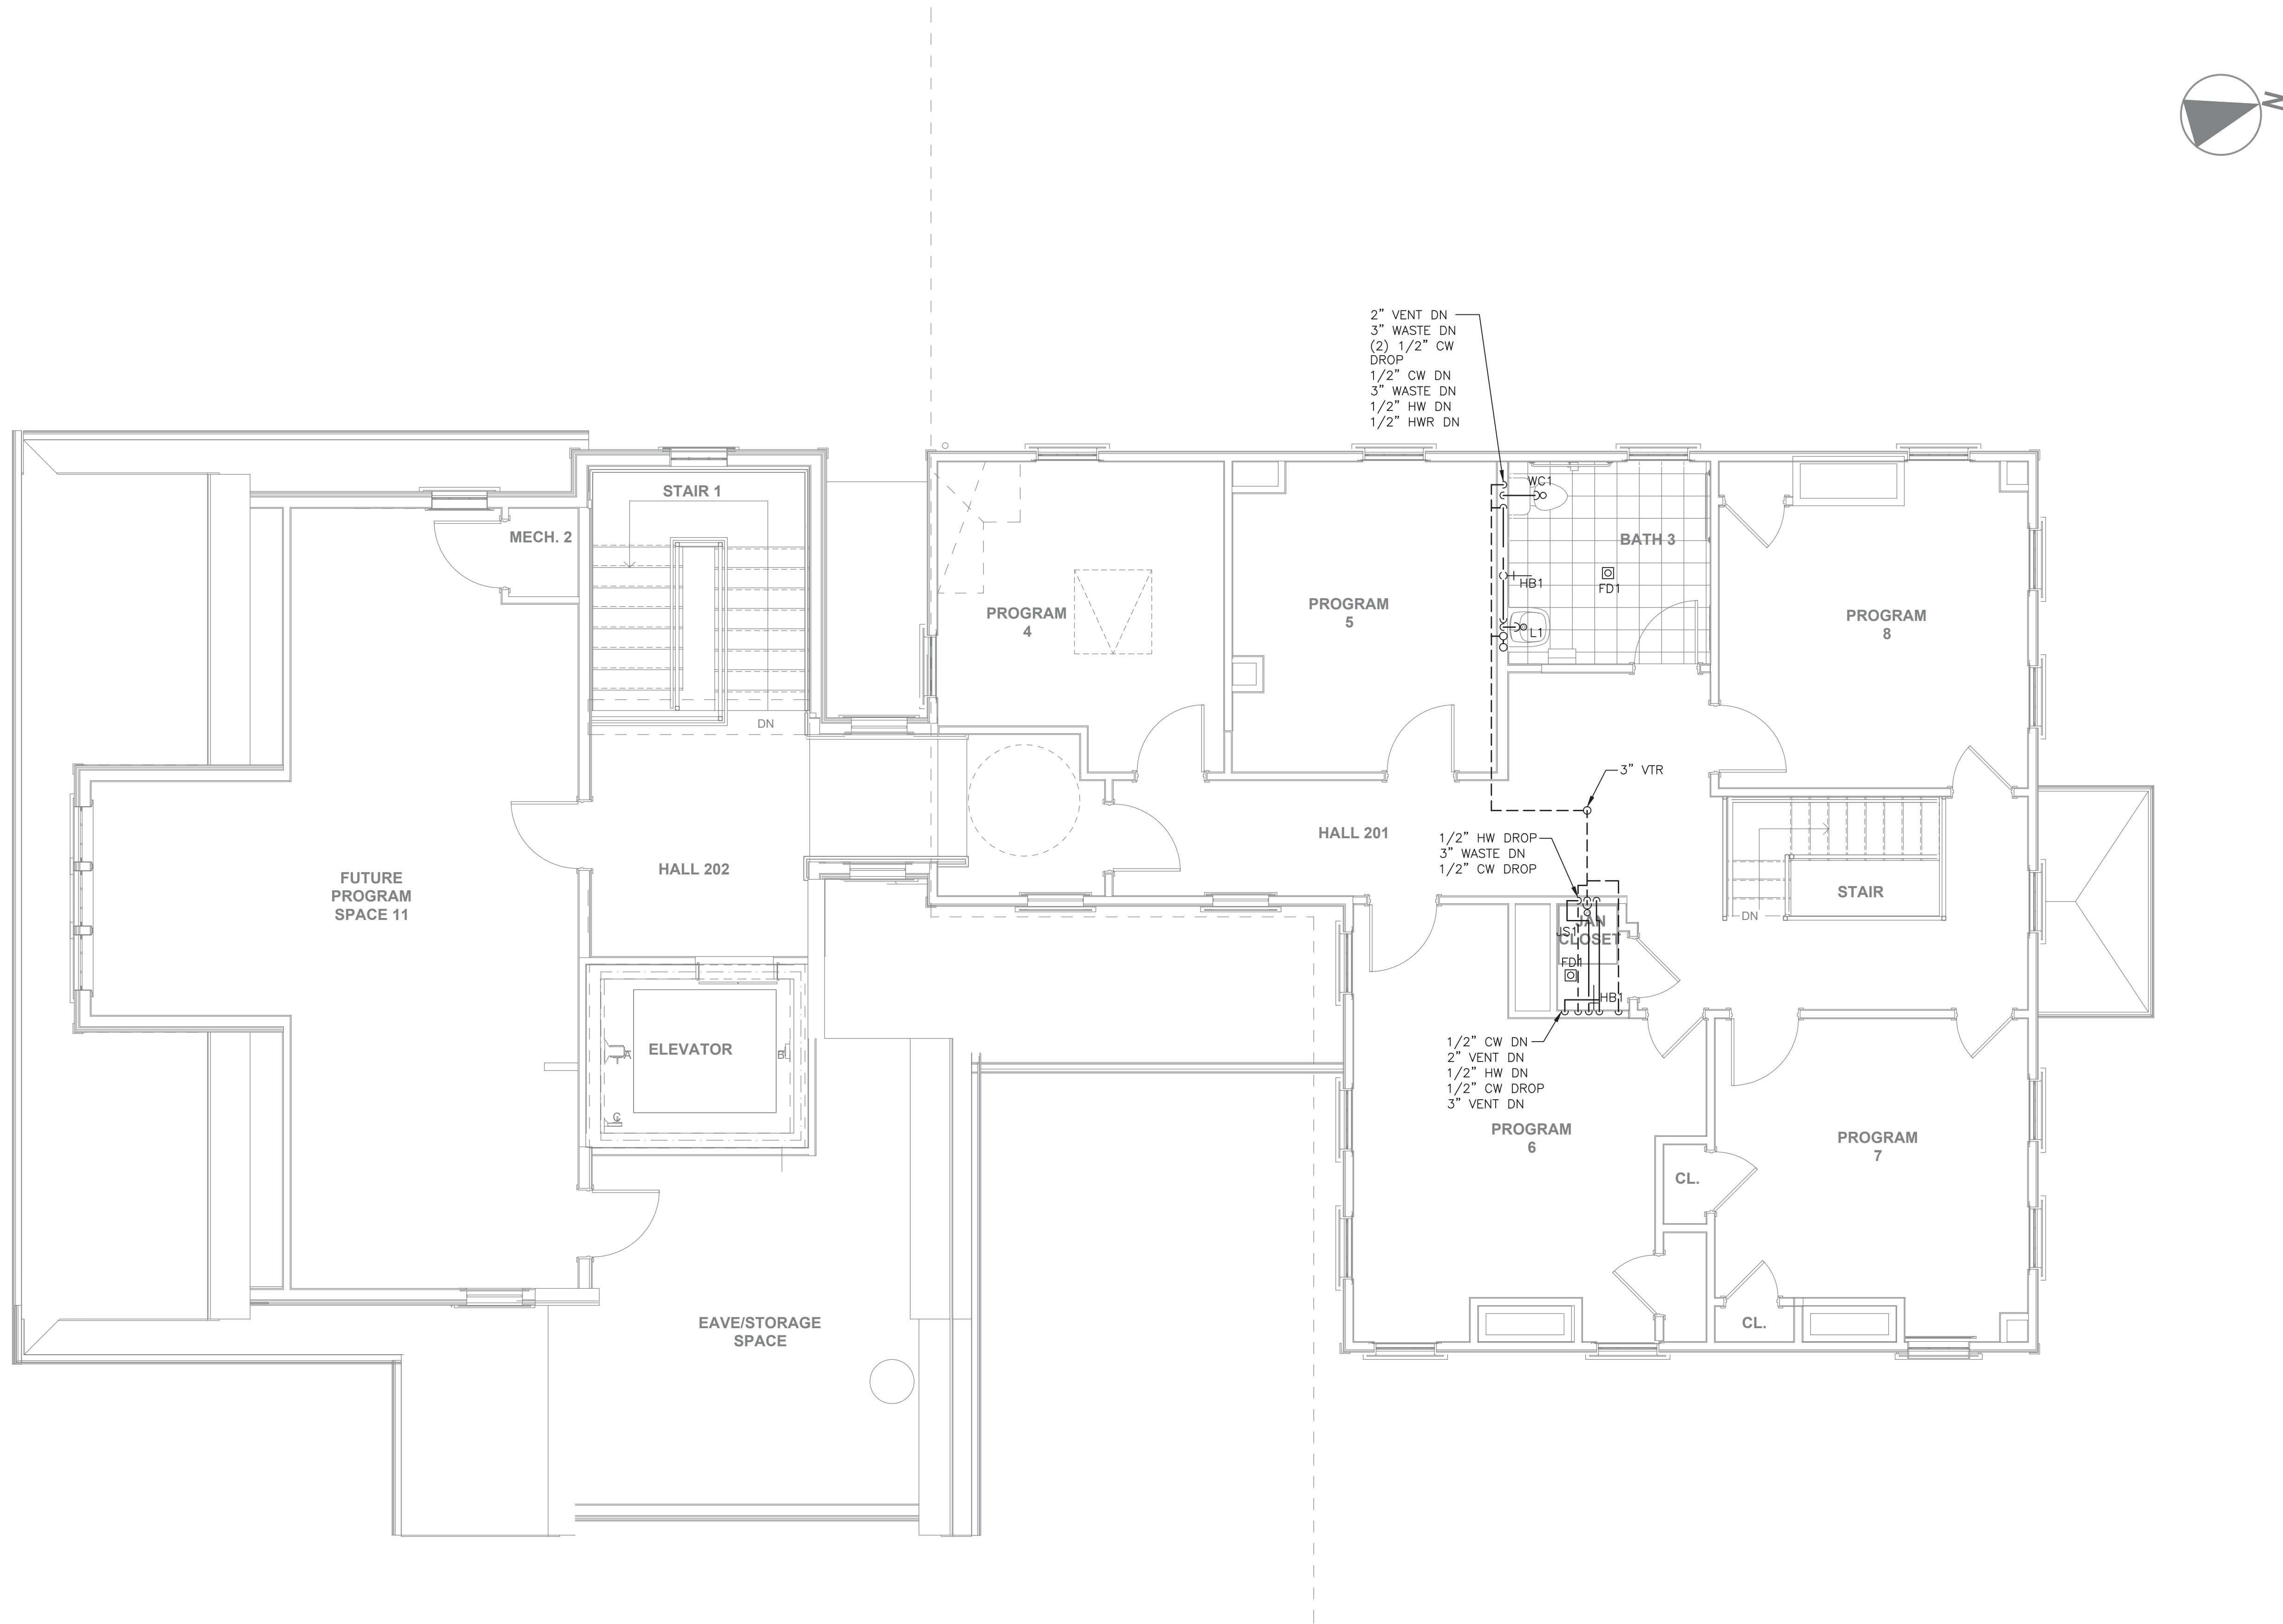 N
2" VENT DN
3" WASTE DN
(2) 1/2" CW
DROP
1/2" CW DN
3" WASTE DN
1/2" HW DN
1/2" HWR DN
STAIR 1
WC1
MECH. 2
BATH 3
HB1
FD1
PROGRAM
4
PROGRAM
5
PROGRAM
8
L1
DN
3" VTR
HALL 201
1/2" HW DROP
3" WASTE DN
1/2" CW DROP
HALL 202
FUTURE
PROGRAM
SPACE 11
STAIR
DN
JAN
CLOSET
JS1
FD1
HB1
ELEVATOR
A
B
C
1/2" CW DN
2" VENT DN
1/2" HW DN
1/2" CW DROP
3" VENT DN
PROGRAM
6
PROGRAM
7
CL.
CL.
EAVE/STORAGE
SPACE